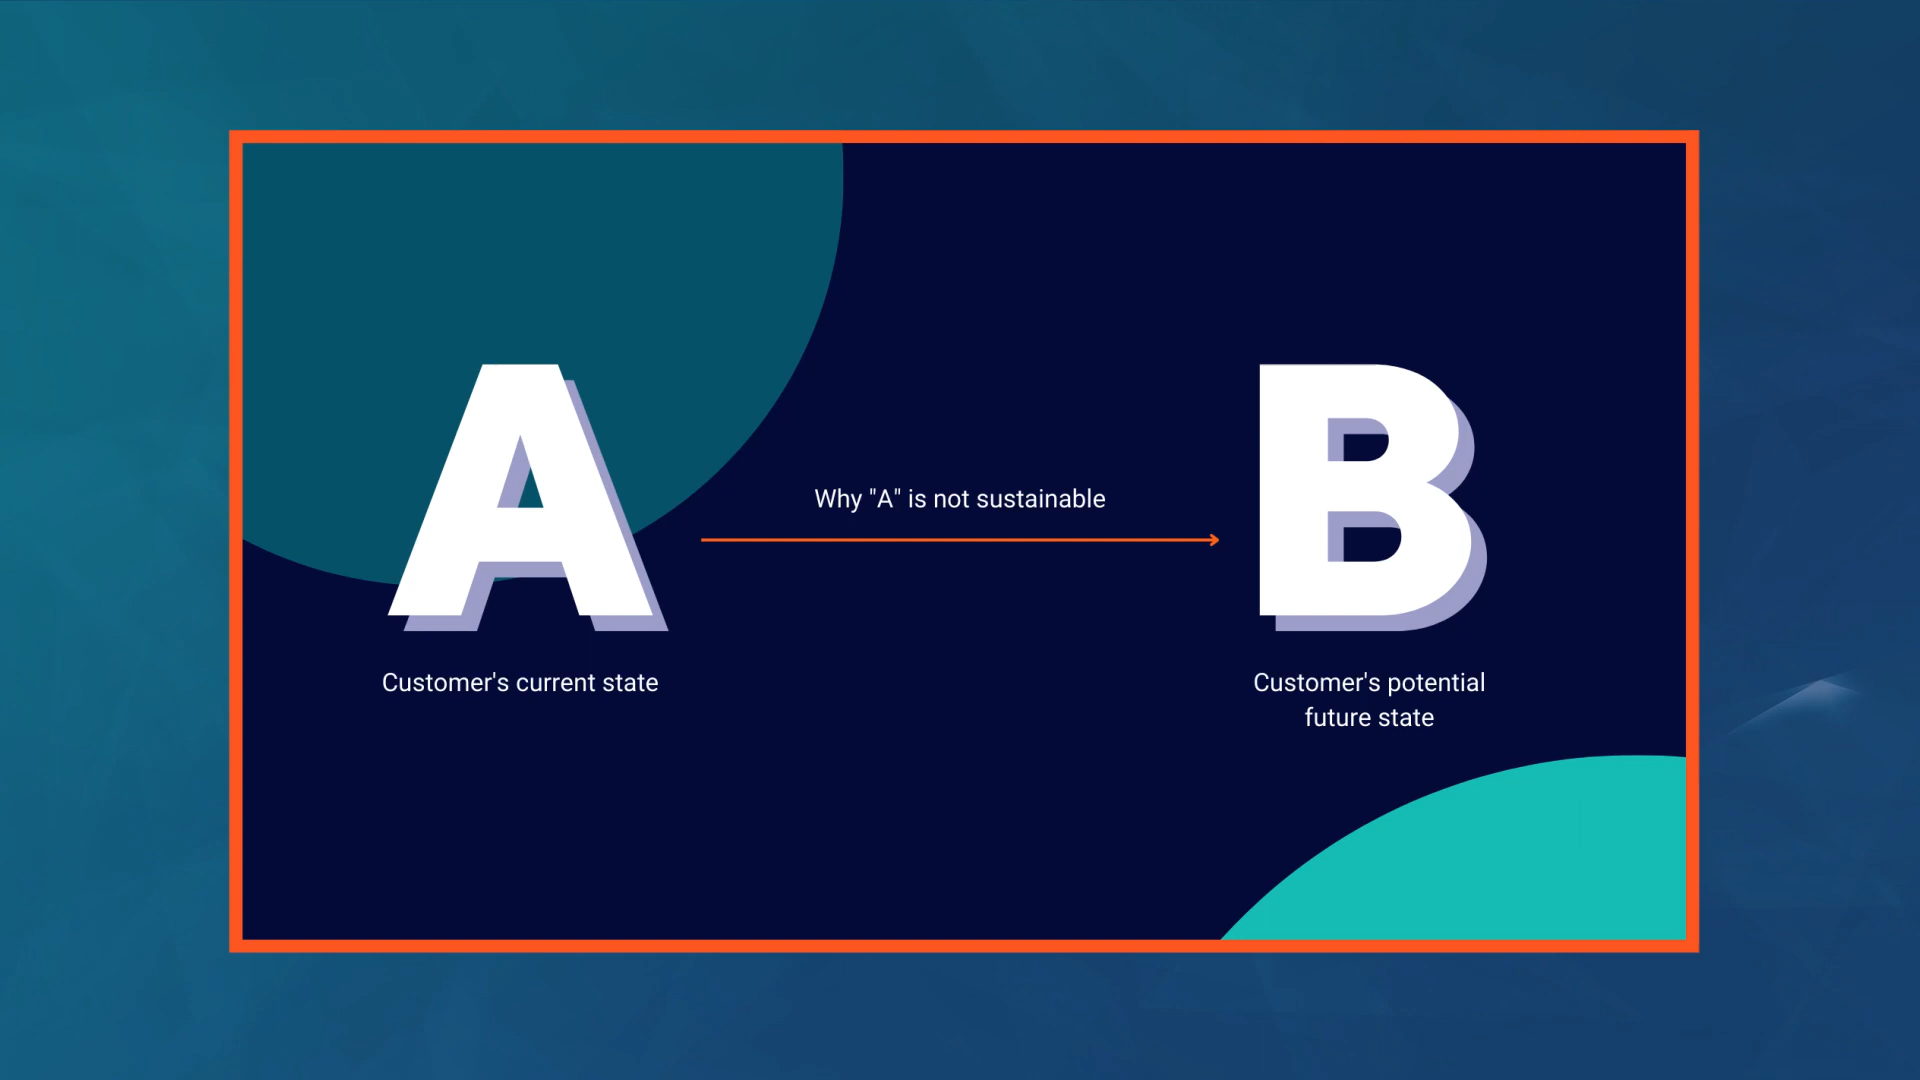 A
Why "A" is not sustainable
B
Customer's current state
Customer's potential
future state